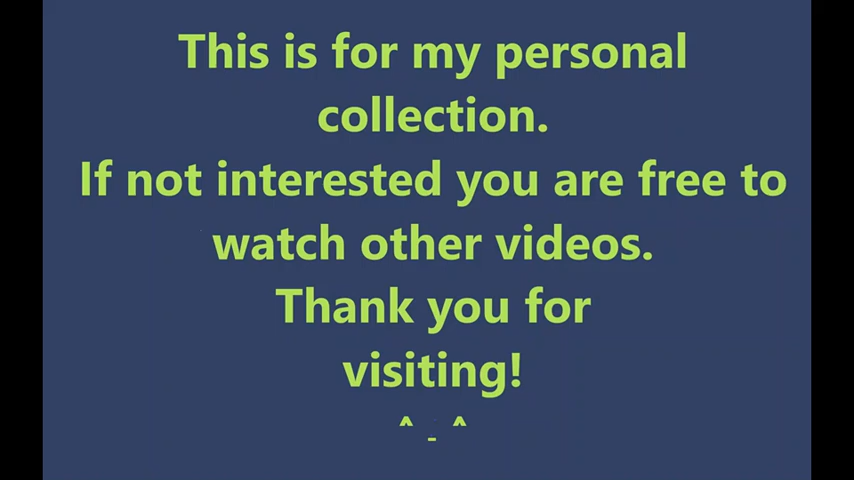 This is for my personal
collection.
If not interested you are free to
watch other videos.
Thank you for
visiting!
^ _ ^